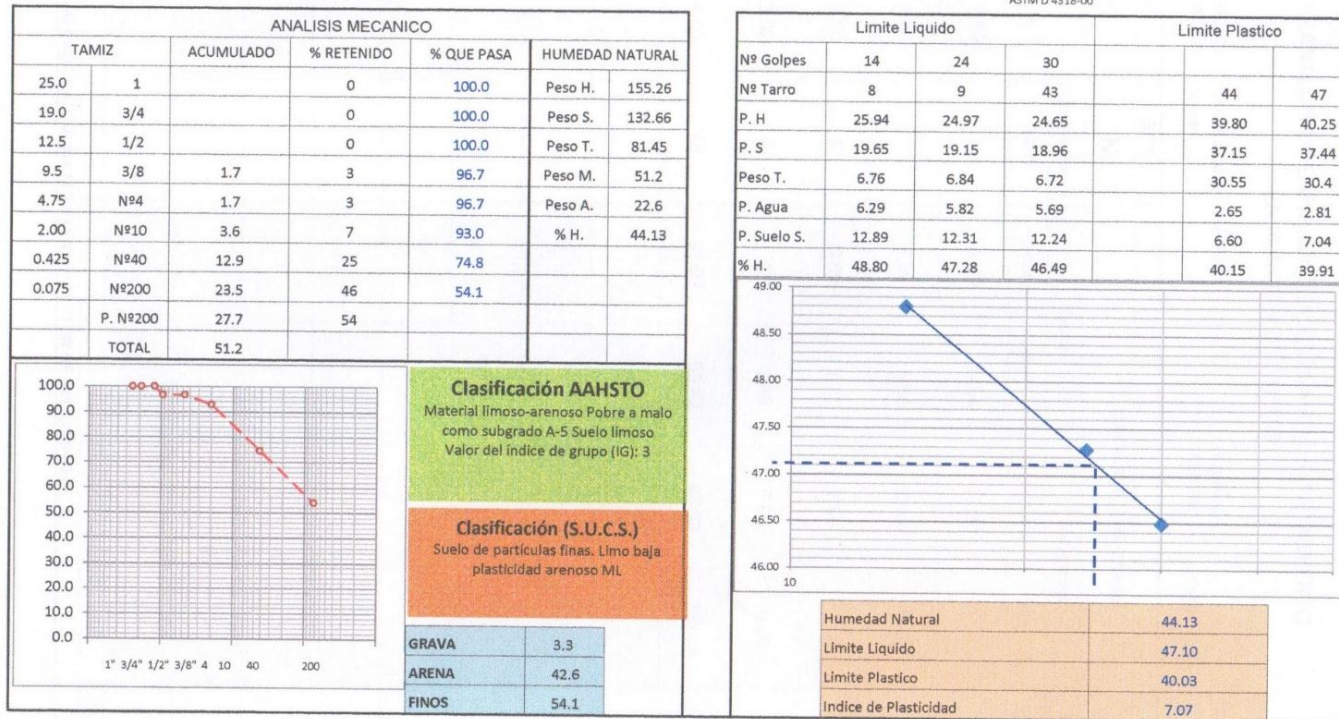 ASTM D 4318-00
ANALISIS MECANICO
TAMIZ ACUMULADO % RETENIDO % QUE PASA HUMEDAD NATURAL
25.0 1 0 100.0 Peso H. 155.26
19.0 3/4 0 100.0 Peso S. 132.66
12.5 1/2 0 100.0 Peso T. 81.45
9.5 3/8 1.7 3 96.7 Peso M. 51.2
4.75 Nº4 1.7 3 96.7 Peso A. 22.6
2.00 Nº10 3.6 7 93.0 % H. 44.13
0.425 Nº40 12.9 25 74.8
0.075 Nº200 23.5 46 54.1
P. Nº200 27.7 54
TOTAL 51.2
100.0
90.0
80.0
70.0
60.0
50.0
40.0
30.0
20.0
10.0
0.0
1" 3/4" 1/2" 3/8" 4 10 40 200
Clasificación AAHSTO
Material limoso-arenoso Pobre a malo
como subgrado A-5 Suelo limoso
Valor del índice de grupo (IG): 3
Clasificación (S.U.C.S.)
Suelo de partículas finas. Limo baja
plasticidad arenoso ML
GRAVA 3.3
ARENA 42.6
FINOS 54.1
Limite Liquido Limite Plastico
Nº Golpes 14 24 30
Nº Tarro 8 9 43 44 47
P. H 25.94 24.97 24.65 39.80 40.25
P. S 19.65 19.15 18.96 37.15 37.44
Peso T. 6.76 6.84 6.72 30.55 30.4
P. Agua 6.29 5.82 5.69 2.65 2.81
P. Suelo S. 12.89 12.31 12.24 6.60 7.04
% H. 48.80 47.28 46.49 40.15 39.91
49.00
48.50
48.00
47.50
47.00
46.50
46.00
10
Humedad Natural 44.13
Limite Liquido 47.10
Limite Plastico 40.03
Indice de Plasticidad 7.07